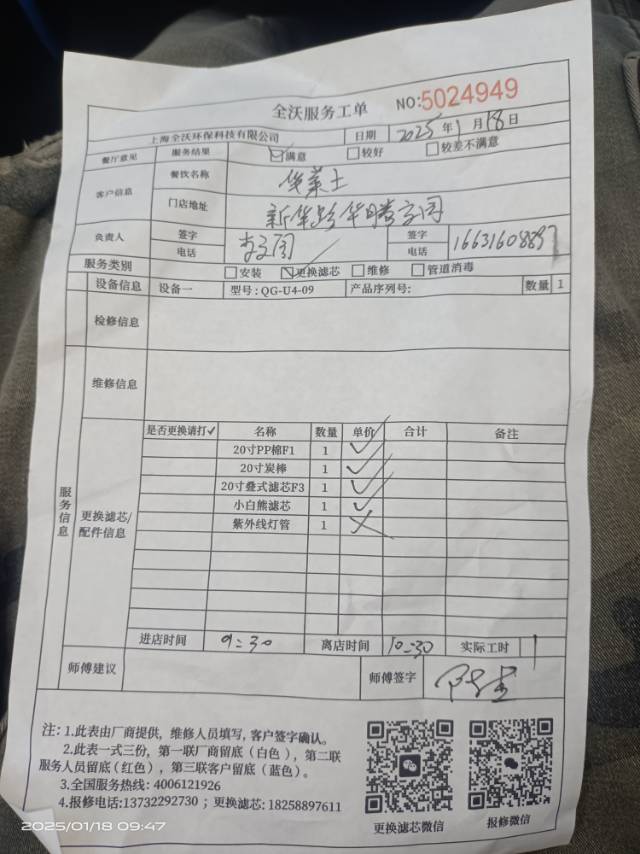 全沃服务工单 NO:5024949
上海全沃环保科技有限公司 日期 2025年1月18日
餐厅意见 服务结果 ☑满意 □较好 □较差不满意
客户信息 餐饮名称 华莱士
门店地址 新华路华腾公园
负责人 签字 签字
电话 电话 16631608897
服务类别 □安装 ☑更换滤芯 □维修 □管道消毒
设备信息 设备一 型号:QG-U4-09 产品序列号: 数量 1
检修信息
维修信息
服务信息
更换滤芯/配件信息
是否更换请打✓ 名称 数量 单价 合计 备注
20寸PP棉F1 1 ✓
20寸炭棒 1 ✓
20寸叠式滤芯F3 1 ✓
小白熊滤芯 1 ✓
紫外线灯管 1 ✗
进店时间 9:30 离店时间 10:30 实际工时 1
师傅建议 师傅签字
注:1.此表由厂商提供，维修人员填写，客户签字确认。
2.此表一式三份，第一联厂商留底(白色)，第二联
服务人员留底(红色)，第三联客户留底(蓝色)。
3.全国服务热线: 4006121926
4.报修电话:13732292730；更换滤芯: 18258897611
更换滤芯微信 报修微信
2025/01/18 09:47